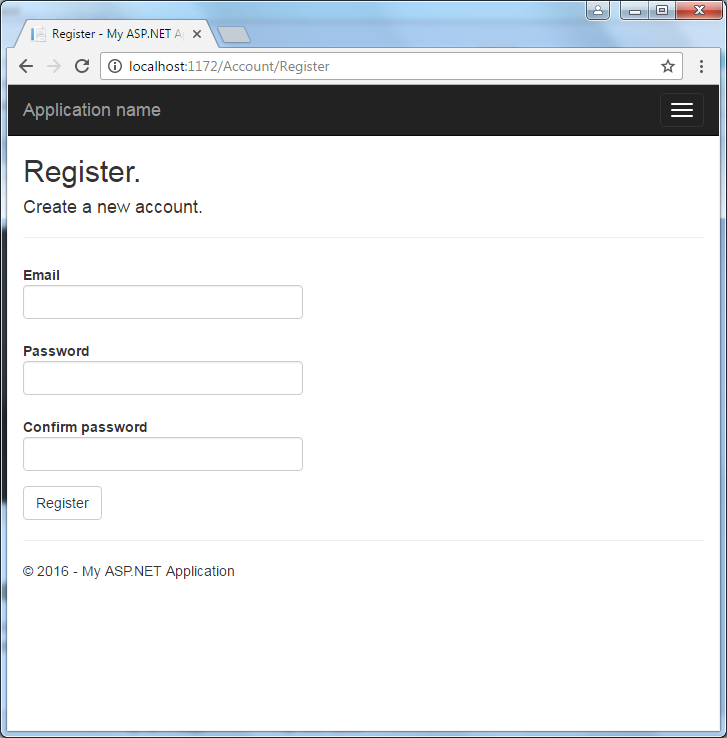 Register - My ASP.NET Ap
localhost:1172/Account/Register
Application name
Register.
Create a new account.
Email
Password
Confirm password
Register
© 2016 - My ASP.NET Application